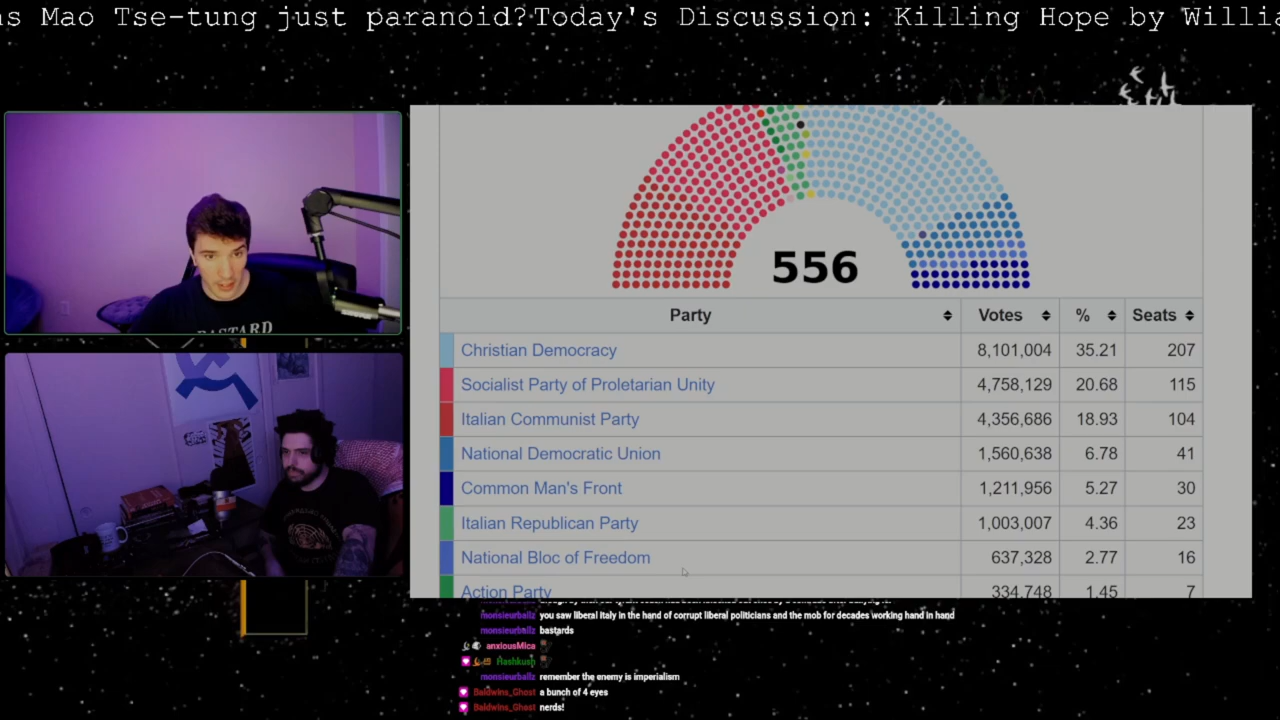 s Mao Tse-tung just paranoid?Today's Discussion: Killing Hope by Willia
BASTARD
556
Party Votes % Seats
Christian Democracy 8,101,004 35.21 207
Socialist Party of Proletarian Unity 4,758,129 20.68 115
Italian Communist Party 4,356,686 18.93 104
National Democratic Union 1,560,638 6.78 41
Common Man's Front 1,211,956 5.27 30
Italian Republican Party 1,003,007 4.36 23
National Bloc of Freedom 637,328 2.77 16
Action Party 334,748 1.45 7
monsieurballz you saw liberal italy in the hand of corrupt liberal politicians and the mob for decades working hand in hand
monsieurballz bastards
anxiousMica
Hashkush
monsieurballz remember the enemy is imperialism
Baldwins_Ghost a bunch of 4 eyes
Baldwins_Ghost nerds!